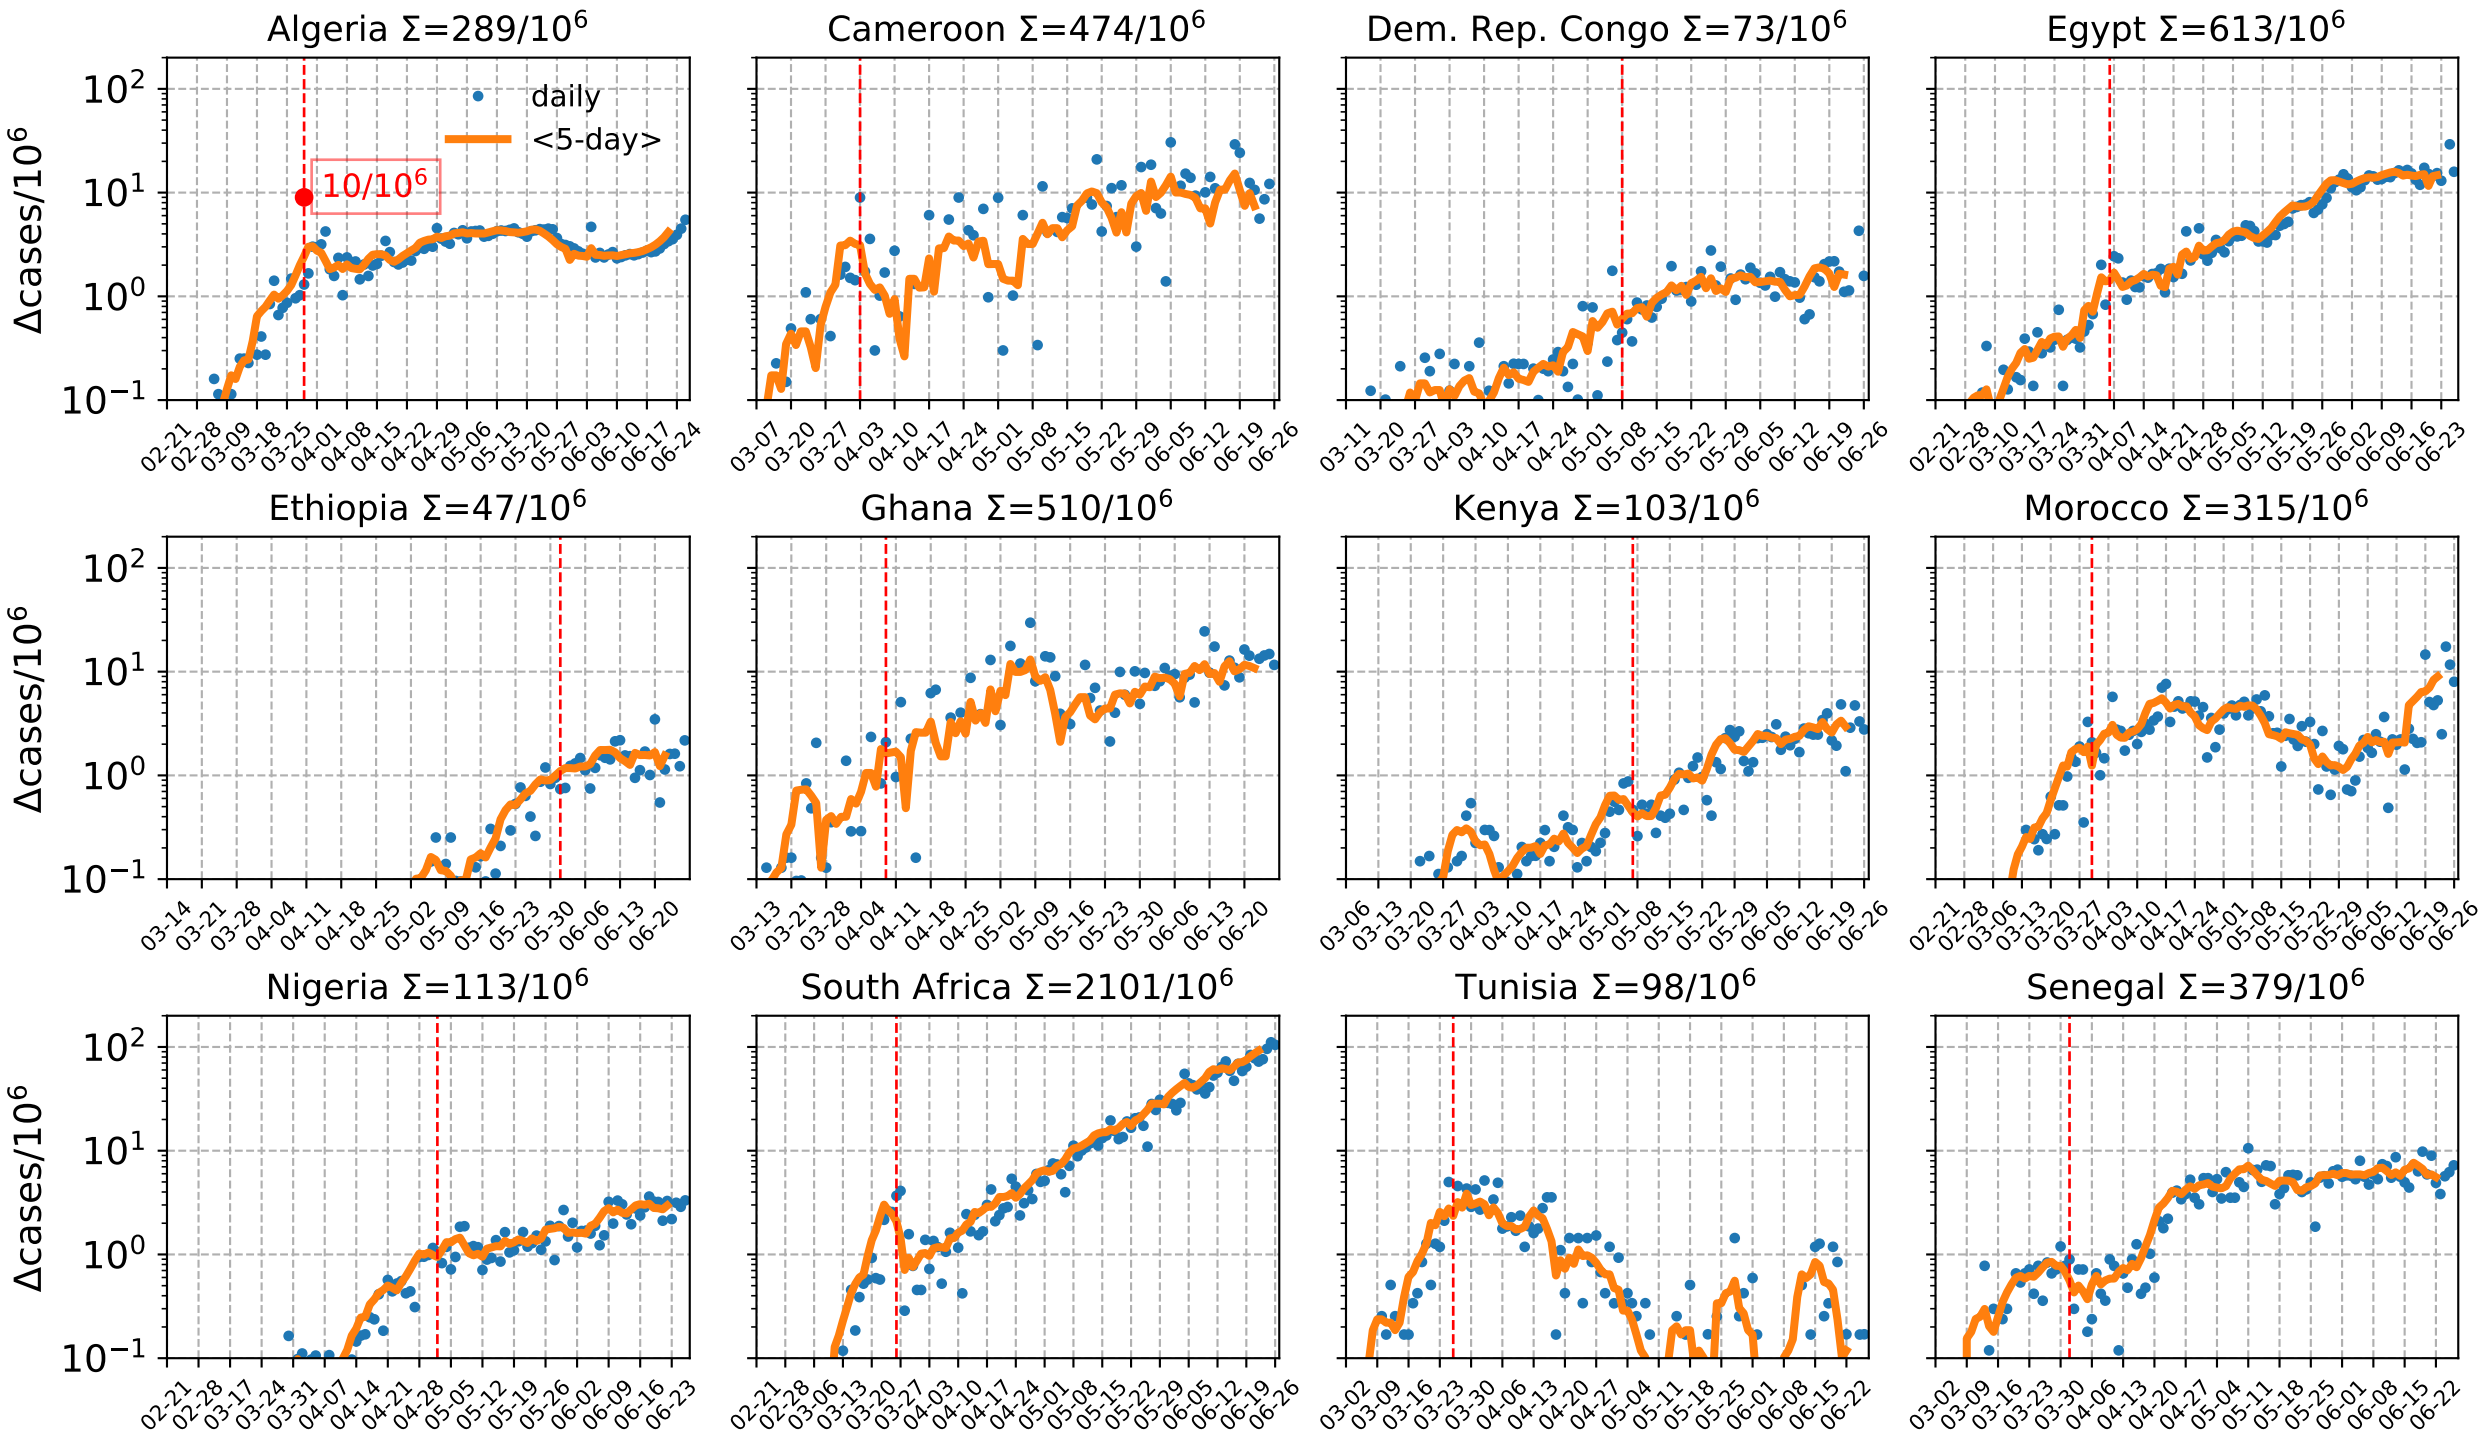 Algeria Σ=289/10⁶
Cameroon Σ=474/10⁶
Dem. Rep. Congo Σ=73/10⁶
Egypt Σ=613/10⁶
Δcases/10⁶
10²
10¹
10⁰
10⁻¹
daily
<5-day>
10/10⁶
02-21 02-28 03-09 03-18 03-25 04-01 04-08 04-15 04-22 04-29 05-06 05-13 05-20 05-27 06-03 06-10 06-17 06-24
03-07 03-20 03-27 04-03 04-10 04-17 04-24 05-01 05-08 05-15 05-22 05-29 06-05 06-12 06-19 06-26
03-11 03-20 03-27 04-03 04-10 04-17 04-24 05-01 05-08 05-15 05-22 05-29 06-05 06-12 06-19 06-26
02-21 02-28 03-10 03-17 03-24 03-31 04-07 04-14 04-21 04-28 05-05 05-12 05-19 05-26 06-02 06-09 06-16 06-23
Ethiopia Σ=47/10⁶
Ghana Σ=510/10⁶
Kenya Σ=103/10⁶
Morocco Σ=315/10⁶
Δcases/10⁶
10²
10¹
10⁰
10⁻¹
03-14 03-21 03-28 04-04 04-11 04-18 04-25 05-02 05-09 05-16 05-23 05-30 06-06 06-13 06-20
03-13 03-21 03-28 04-04 04-11 04-18 04-25 05-02 05-09 05-16 05-23 05-30 06-06 06-13 06-20
03-06 03-13 03-20 03-27 04-03 04-10 04-17 04-24 05-01 05-08 05-15 05-22 05-29 06-05 06-12 06-19 06-26
02-21 02-28 03-06 03-13 03-20 03-27 04-03 04-10 04-17 04-24 05-01 05-08 05-15 05-22 05-29 06-05 06-12 06-19 06-26
Nigeria Σ=113/10⁶
South Africa Σ=2101/10⁶
Tunisia Σ=98/10⁶
Senegal Σ=379/10⁶
Δcases/10⁶
10²
10¹
10⁰
10⁻¹
02-21 02-28 03-17 03-24 03-31 04-07 04-14 04-21 04-28 05-05 05-12 05-19 05-26 06-02 06-09 06-16 06-23
02-21 02-28 03-06 03-13 03-20 03-27 04-03 04-10 04-17 04-24 05-01 05-08 05-15 05-22 05-29 06-05 06-12 06-19 06-26
03-02 03-09 03-16 03-23 03-30 04-06 04-13 04-20 04-27 05-04 05-11 05-18 05-25 06-01 06-08 06-15 06-22
03-02 03-09 03-16 03-23 03-30 04-06 04-13 04-20 04-27 05-04 05-11 05-18 05-25 06-01 06-08 06-15 06-22